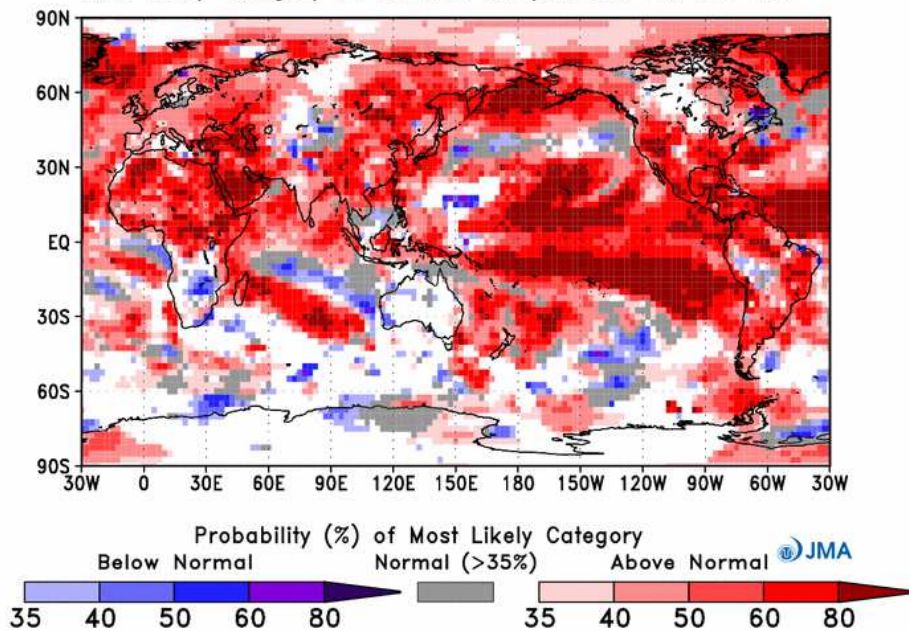 90N
60N
30N
EQ
30S
60S
90S
30W 0 30E 60E 90E 120E 150E 180 150W 120W 90W 60W 30W
Probability (%) of Most Likely Category
Below Normal Normal (>35%) Above Normal
JMA
35 40 50 60 80 35 40 50 60 80